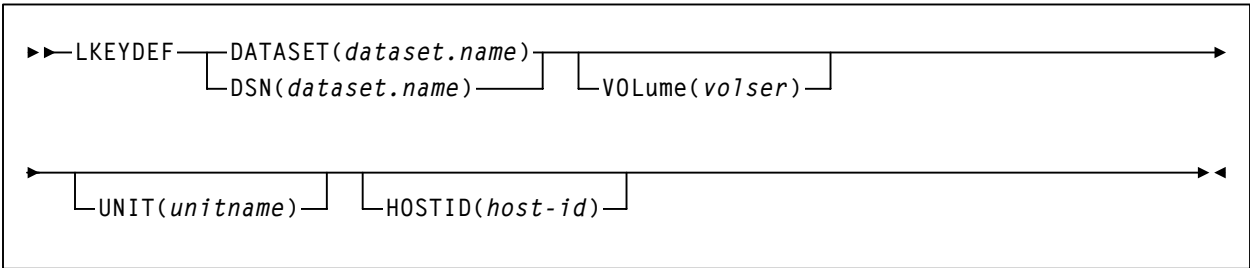 LKEYDEF DATASET(dataset.name)
DSN(dataset.name) VOLume(volser)
UNIT(unitname) HOSTID(host-id)